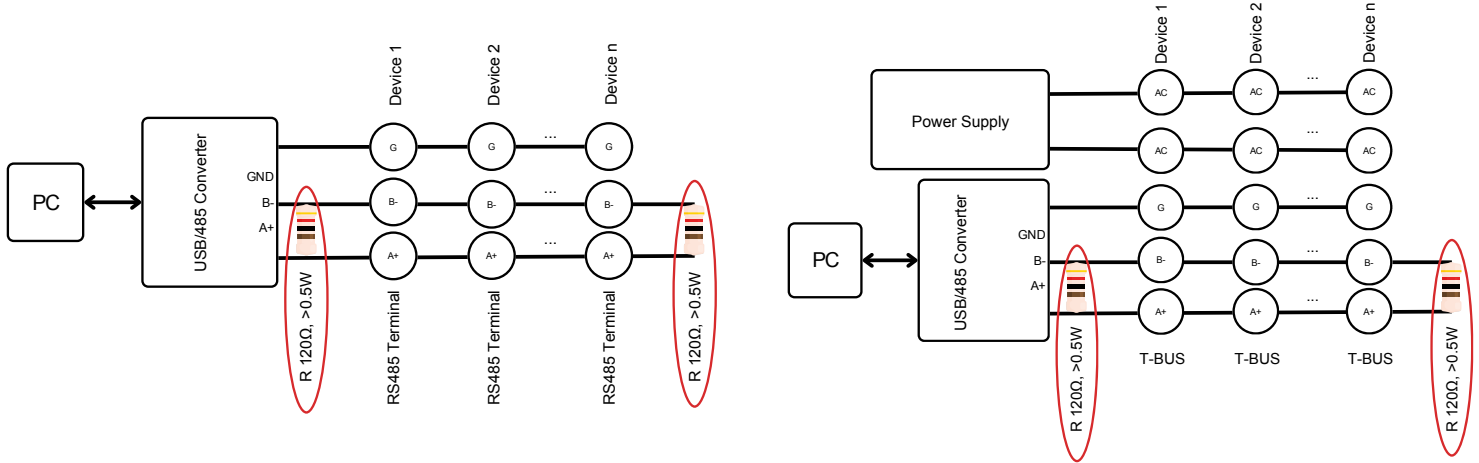 Device 1
Device 2
Device n
PC
USB/485 Converter
GND
B-
A+
G
G
...
G
B-
B-
...
B-
A+
A+
...
A+
R 120Ω, >0.5W
RS485 Terminal
RS485 Terminal
RS485 Terminal
R 120Ω, >0.5W
Device 1
Device 2
Device n
Power Supply
AC
AC
...
AC
AC
AC
...
AC
PC
USB/485 Converter
GND
B-
A+
G
G
...
G
B-
B-
...
B-
A+
A+
...
A+
R 120Ω, >0.5W
T-BUS
T-BUS
T-BUS
R 120Ω, >0.5W